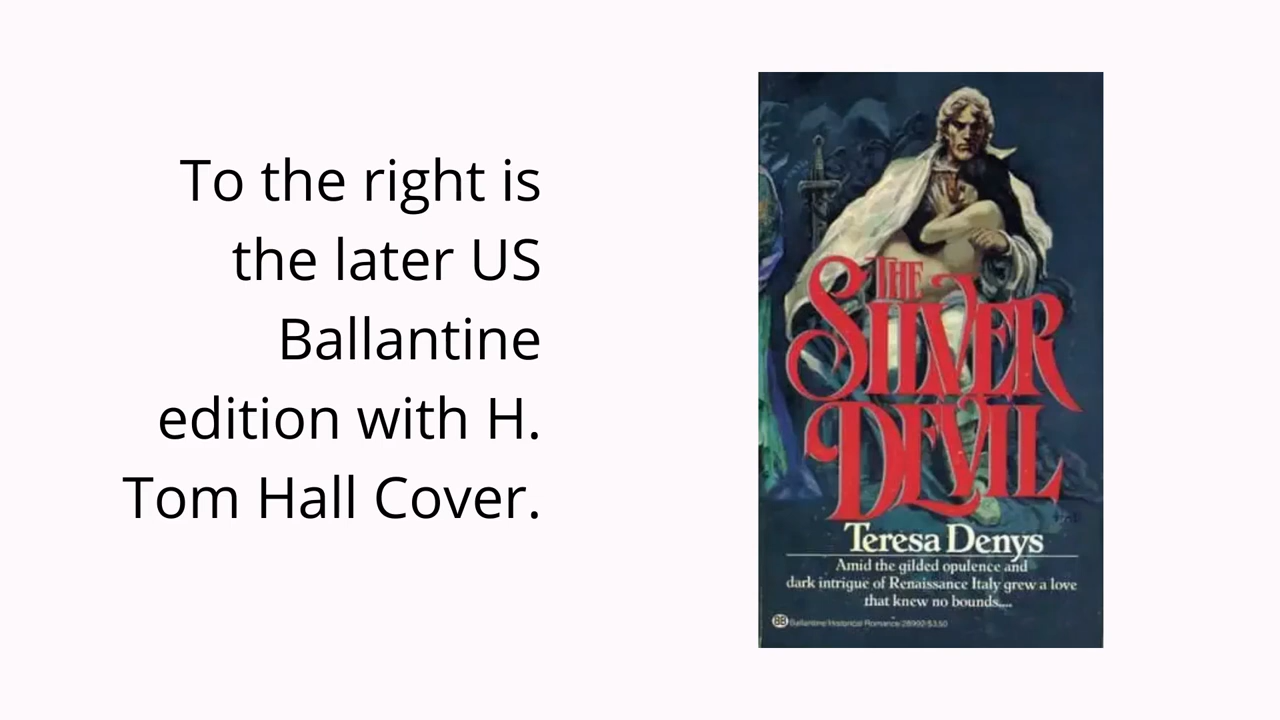 To the right is
the later US
Ballantine
edition with H.
Tom Hall Cover.
THE
SILVER
DEVIL
Teresa Denys
Amid the gilded opulence and
dark intrigue of Renaissance Italy grew a love
that knew no bounds....
BB Ballantine/Historical Romance/28992/$3.50